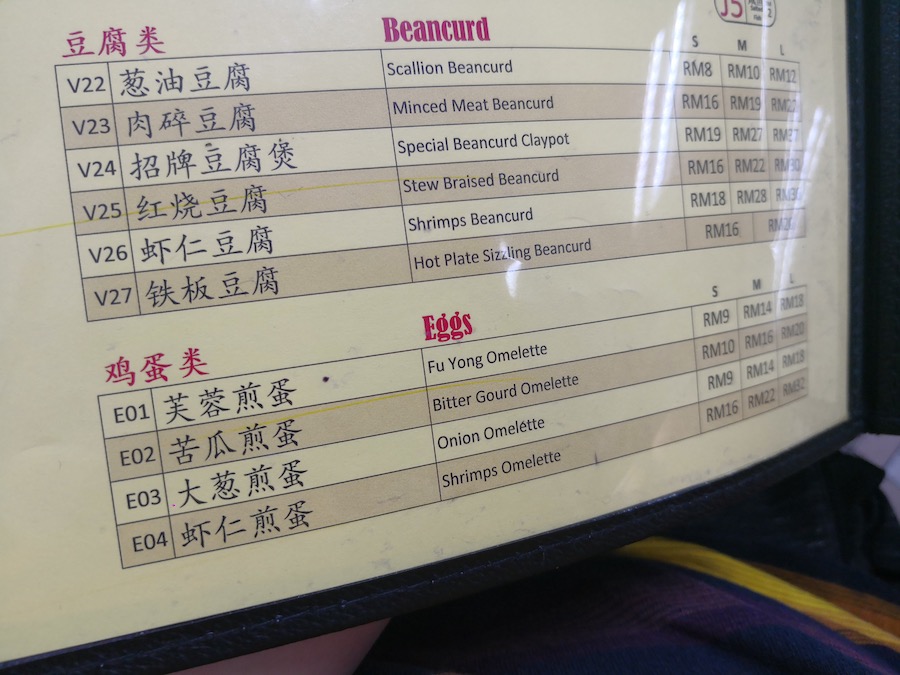 J5
豆腐类 Beancurd S M L
V22 葱油豆腐 Scallion Beancurd RM8 RM10 RM12
V23 肉碎豆腐 Minced Meat Beancurd RM16 RM19
V24 招牌豆腐煲 Special Beancurd Claypot RM19 RM27
V25 红烧豆腐 Stew Braised Beancurd RM16 RM22
V26 虾仁豆腐 Shrimps Beancurd RM18 RM28
V27 铁板豆腐 Hot Plate Sizzling Beancurd RM16
鸡蛋类 Eggs S M L
E01 芙蓉煎蛋 Fu Yong Omelette RM9 RM14 RM18
E02 苦瓜煎蛋 Bitter Gourd Omelette RM10 RM16 RM20
E03 大葱煎蛋 Onion Omelette RM9 RM14 RM18
E04 虾仁煎蛋 Shrimps Omelette RM16 RM22 RM32